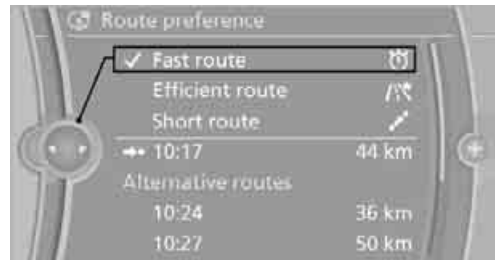 Route preference
Fast route
Efficient route
Short route
10:17 44 km
Alternative routes
10:24 36 km
10:27 50 km